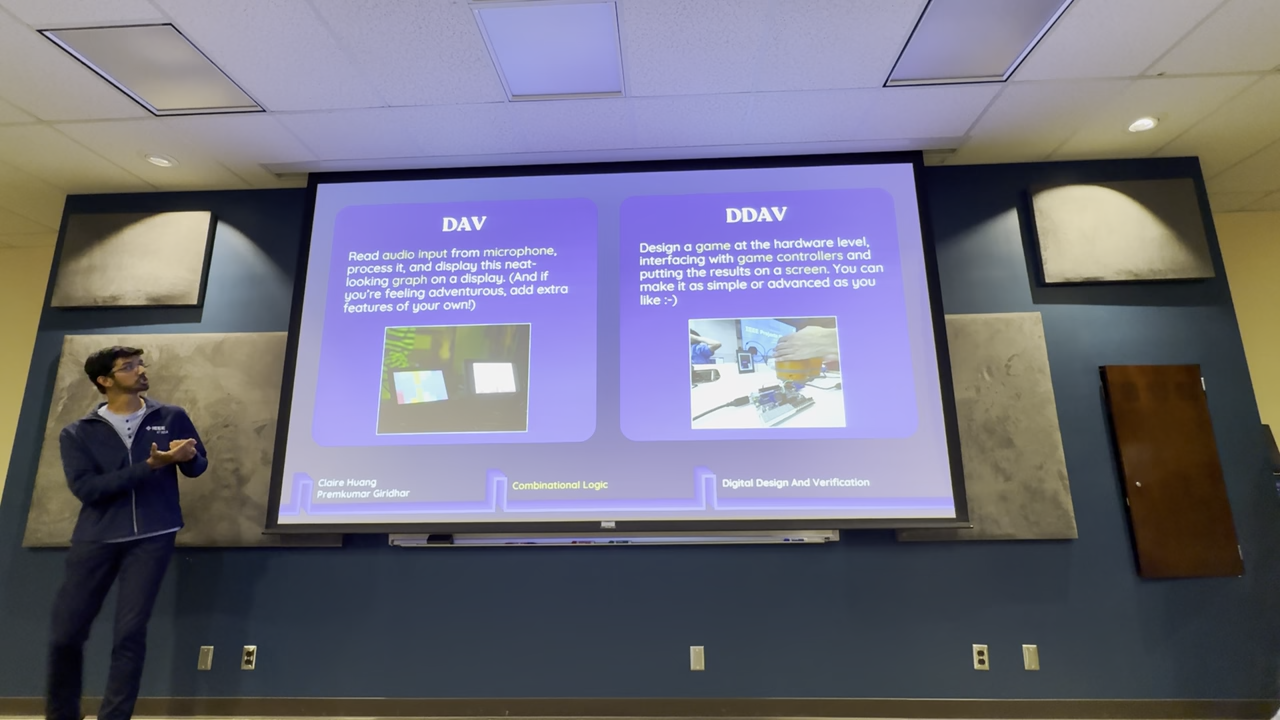 DAV
Read audio input from microphone,
process it, and display this neat-
looking graph on a display. (And if
you're feeling adventurous, add extra
features of your own!)
DDAV
Design a game at the hardware level,
interfacing with game controllers and
putting the results on a screen. You can
make it as simple or advanced as you
like :-)
Claire Huang
Premkumar Giridhar
Combinational Logic
Digital Design And Verification